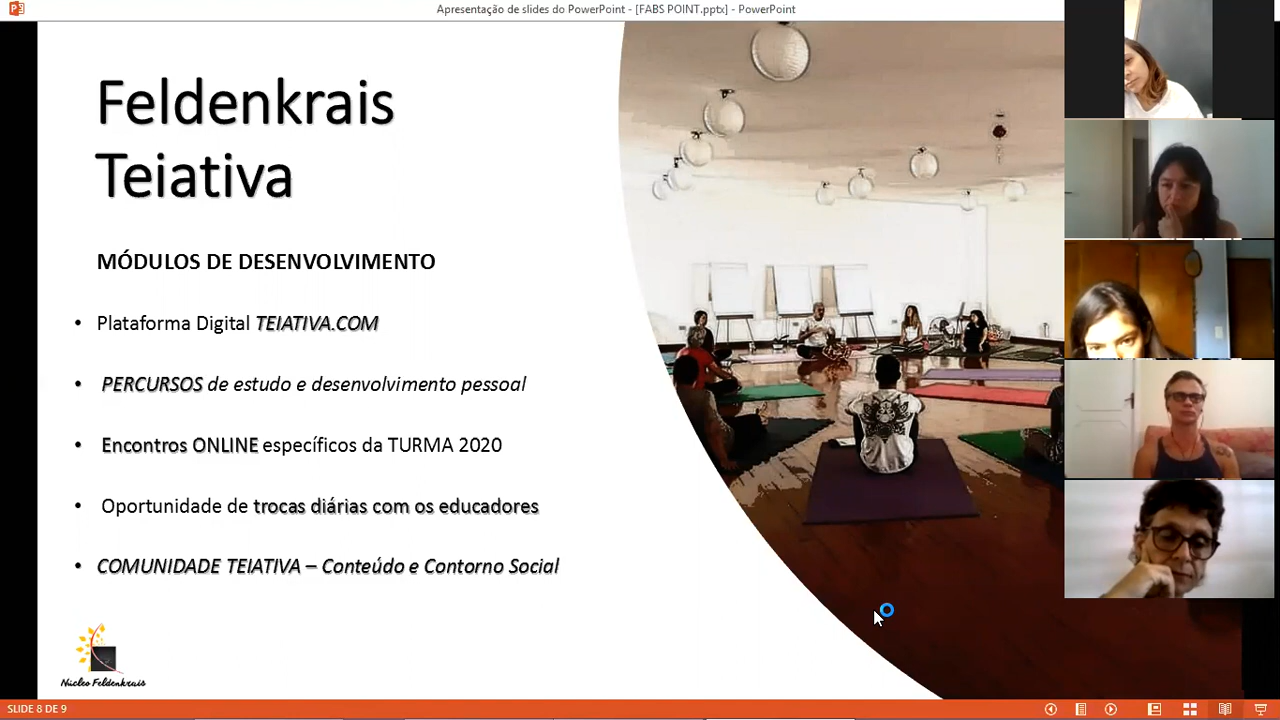 Apresentação de slides do PowerPoint - [FABS POINT.pptx] - PowerPoint
Feldenkrais
Teiativa
MÓDULOS DE DESENVOLVIMENTO
• Plataforma Digital TEIATIVA.COM
• PERCURSOS de estudo e desenvolvimento pessoal
• Encontros ONLINE específicos da TURMA 2020
• Oportunidade de trocas diárias com os educadores
• COMUNIDADE TEIATIVA – Conteúdo e Contorno Social
Núcleo Feldenkrais
SLIDE 8 DE 9